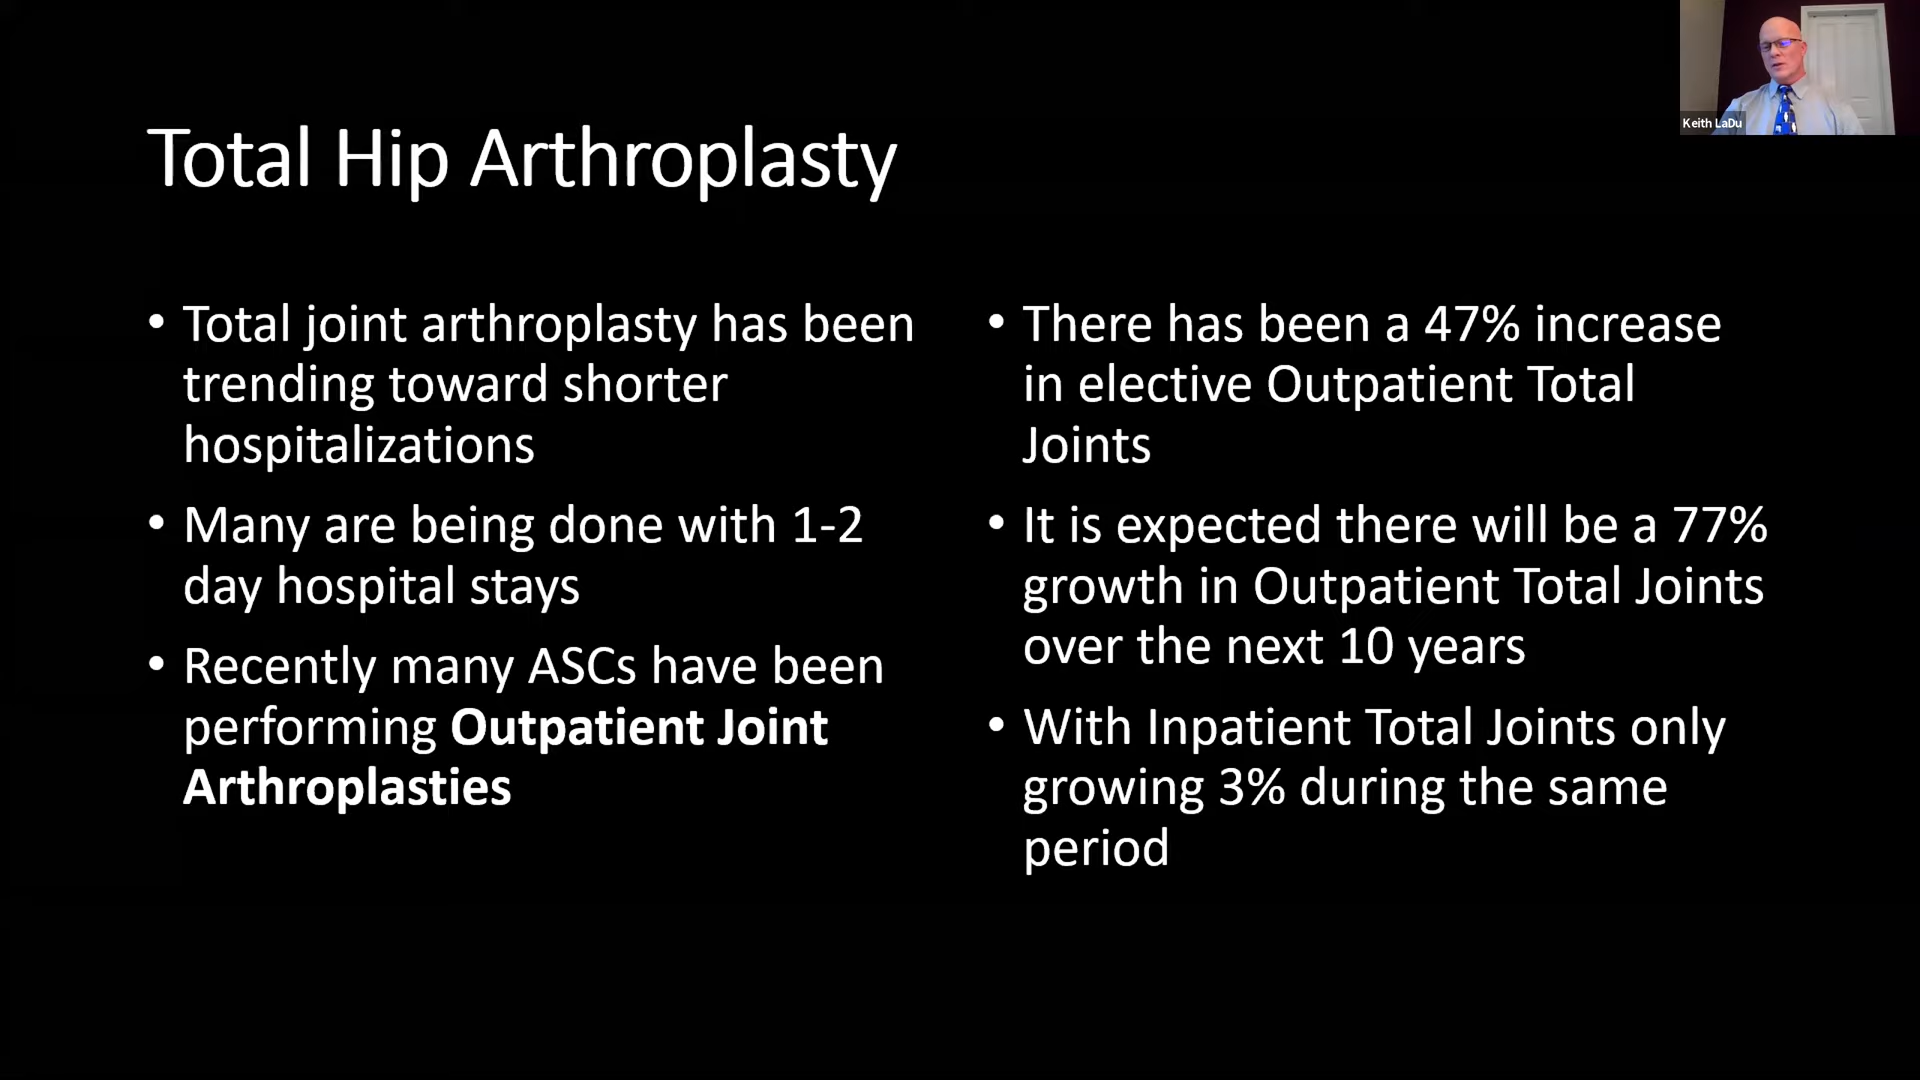 Keith LaDu
Total Hip Arthroplasty
• Total joint arthroplasty has been
trending toward shorter
hospitalizations
• Many are being done with 1-2
day hospital stays
• Recently many ASCs have been
performing Outpatient Joint
Arthroplasties
• There has been a 47% increase
in elective Outpatient Total
Joints
• It is expected there will be a 77%
growth in Outpatient Total Joints
over the next 10 years
• With Inpatient Total Joints only
growing 3% during the same
period